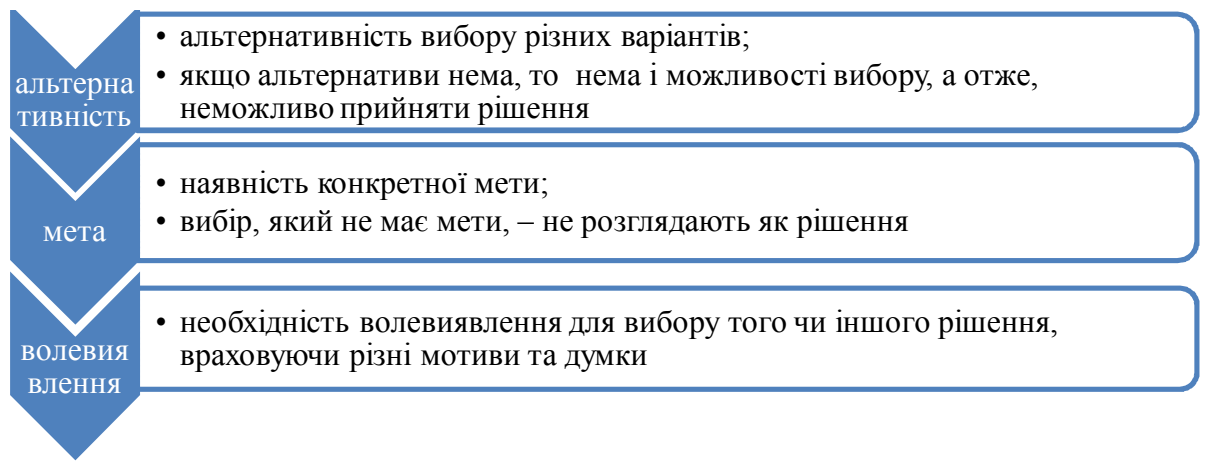 альтерна
тивність
• альтернативність вибору різних варіантів;
• якщо альтернативи нема, то нема і можливості вибору, а отже,
неможливо прийняти рішення
мета
• наявність конкретної мети;
• вибір, який не має мети, – не розглядають як рішення
волевия
влення
• необхідність волевиявлення для вибору того чи іншого рішення,
враховуючи різні мотиви та думки